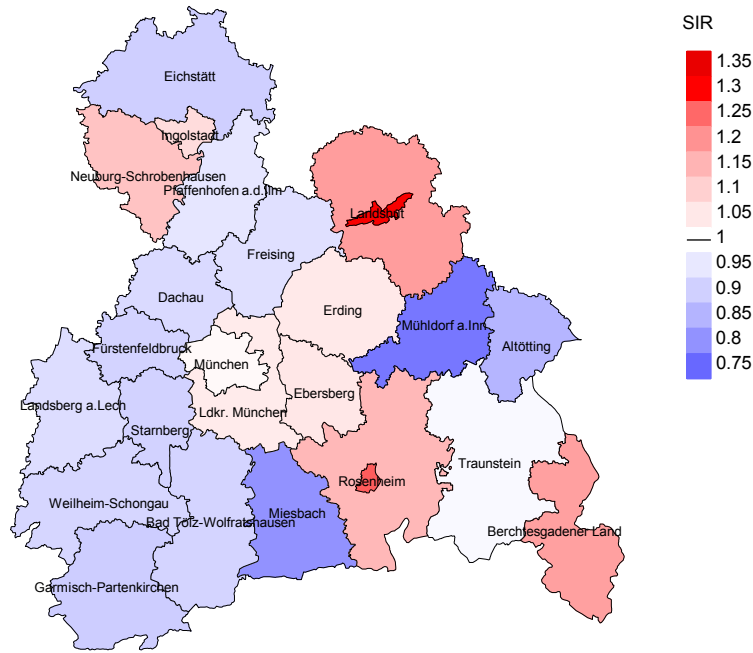 SIR
1.35
1.3
1.25
1.2
1.15
1.1
1.05
1
0.95
0.9
0.85
0.8
0.75
Eichstätt
Ingolstadt
Neuburg-Schrobenhausen
Pfaffenhofen a.d.Ilm
Landshut
Freising
Dachau
Erding
Mühldorf a.Inn
Altötting
Fürstenfeldbruck
München
Ebersberg
Landsberg a.Lech
Ldkr. München
Starnberg
Traunstein
Rosenheim
Weilheim-Schongau
Miesbach
Bad Tölz-Wolfratshausen
Berchtesgadener Land
Garmisch-Partenkirchen